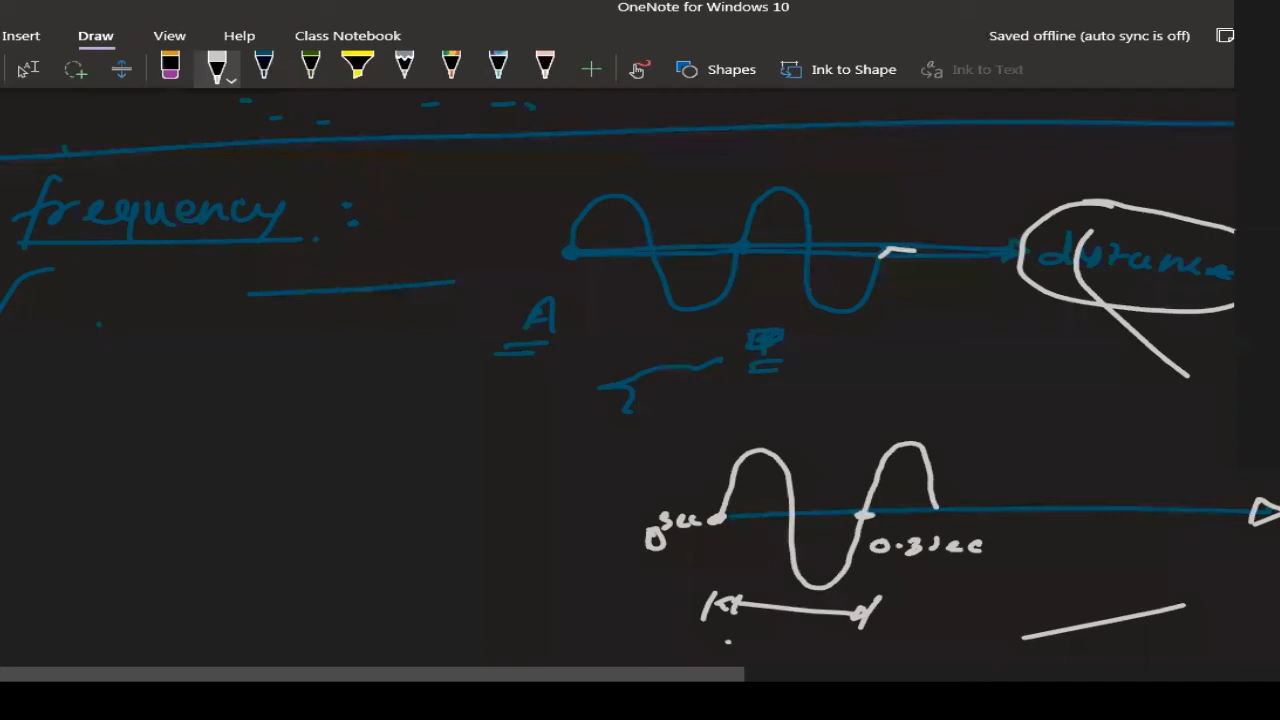 OneNote for Windows 10
Insert Draw View Help Class Notebook Saved offline (auto sync is off)
Shapes Ink to Shape Ink to Text
frequency :
distance
A
0 sec
0.3 sec